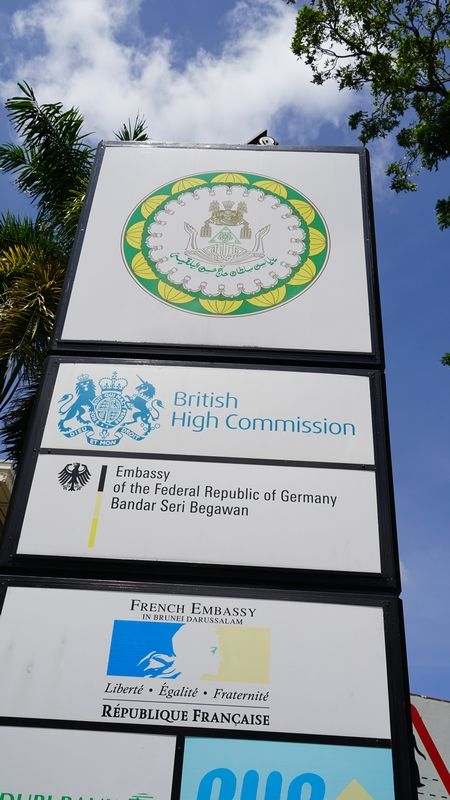 British
High Commission
DIEU ET MON DROIT
Embassy
of the Federal Republic of Germany
Bandar Seri Begawan
FRENCH EMBASSY
IN BRUNEI DARUSSALAM
Liberté • Égalité • Fraternité
RÉPUBLIQUE FRANÇAISE